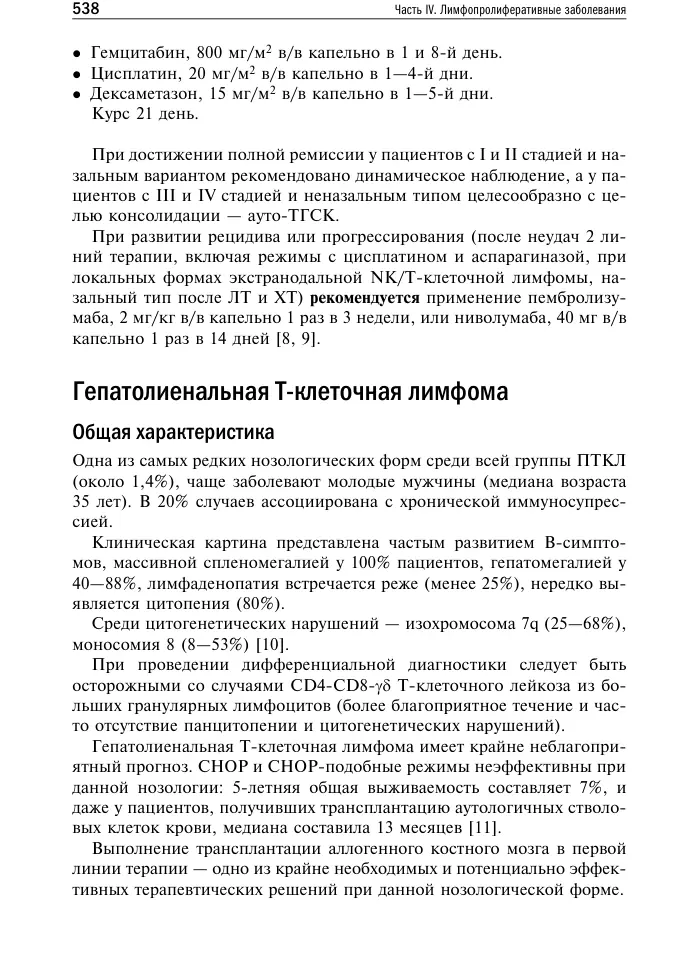 538
Часть IV. Лимфопролиферативные заболевания
• Гемцитабин, 800 мг/м² в/в капельно в 1 и 8-й день.
• Цисплатин, 20 мг/м² в/в капельно в 1—4-й дни.
• Дексаметазон, 15 мг/м² в/в капельно в 1—5-й дни.
Курс 21 день.
При достижении полной ремиссии у пациентов с I и II стадией и на-
зальным вариантом рекомендовано динамическое наблюдение, а у па-
циентов с III и IV стадией и неназальным типом целесообразно с це-
лью консолидации — ауто-ТГСК.
При развитии рецидива или прогрессирования (после неудач 2 ли-
ний терапии, включая режимы с цисплатином и аспарагиназой, при
локальных формах экстранодальной NK/T-клеточной лимфомы, на-
зальный тип после ЛТ и ХТ) рекомендуется применение пембролизу-
маба, 2 мг/кг в/в капельно 1 раз в 3 недели, или ниволумаба, 40 мг в/в
капельно 1 раз в 14 дней [8, 9].
Гепатолиенальная Т-клеточная лимфома
Общая характеристика
Одна из самых редких нозологических форм среди всей группы ПТКЛ
(около 1,4%), чаще заболевают молодые мужчины (медиана возраста
35 лет). В 20% случаев ассоциирована с хронической иммуносупрес-
сией.
Клиническая картина представлена частым развитием В-симпто-
мов, массивной спленомегалией у 100% пациентов, гепатомегалией у
40—88%, лимфаденопатия встречается реже (менее 25%), нередко вы-
является цитопения (80%).
Среди цитогенетических нарушений — изохромосома 7q (25—68%),
моносомия 8 (8—53%) [10].
При проведении дифференциальной диагностики следует быть
осторожными со случаями CD4-CD8-γδ Т-клеточного лейкоза из бо-
льших гранулярных лимфоцитов (более благоприятное течение и час-
то отсутствие панцитопении и цитогенетических нарушений).
Гепатолиенальная Т-клеточная лимфома имеет крайне неблагопри-
ятный прогноз. CHOP и CHOP-подобные режимы неэффективны при
данной нозологии: 5-летняя общая выживаемость составляет 7%, и
даже у пациентов, получивших трансплантацию аутологичных стволо-
вых клеток крови, медиана составила 13 месяцев [11].
Выполнение трансплантации аллогенного костного мозга в первой
линии терапии — одно из крайне необходимых и потенциально эффек-
тивных терапевтических решений при данной нозологической форме.